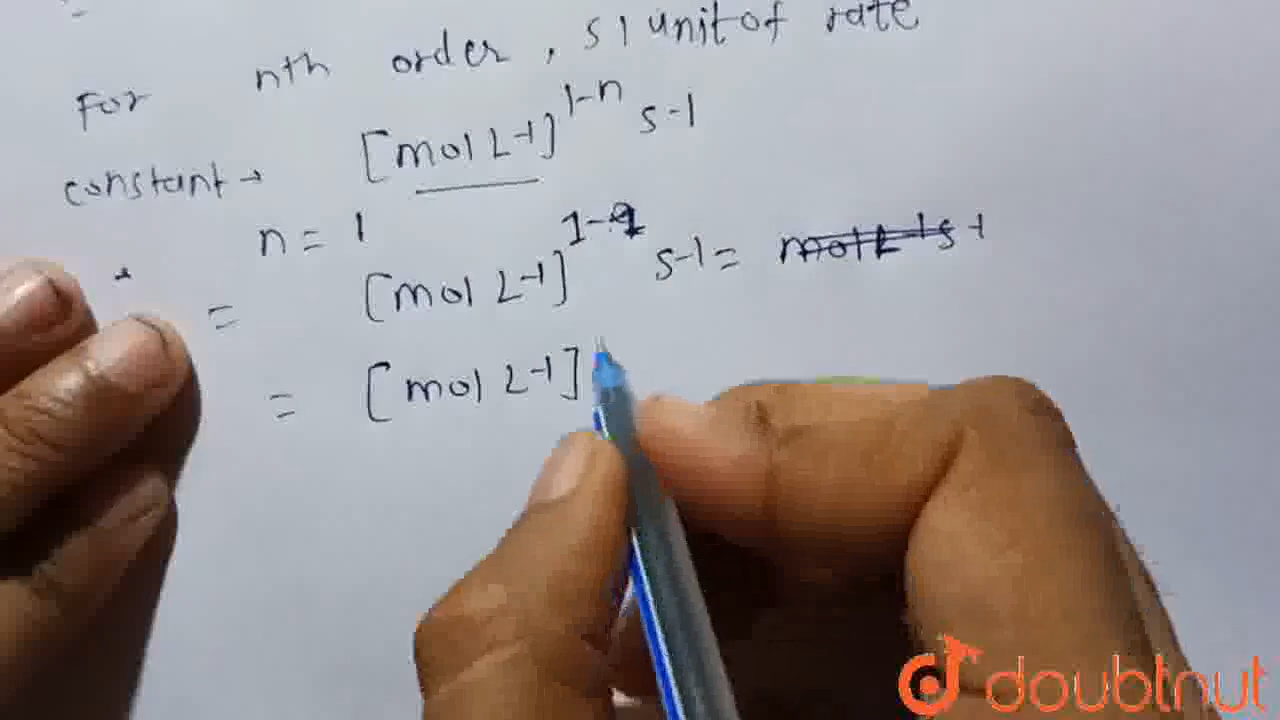 For nth order, SI unit of rate
constant → [mol L-1]^1-n s-1
n = 1
= [mol L-1]^1-1 s-1 = mol L-1 s-1
= [mol L-1]
doubtnut